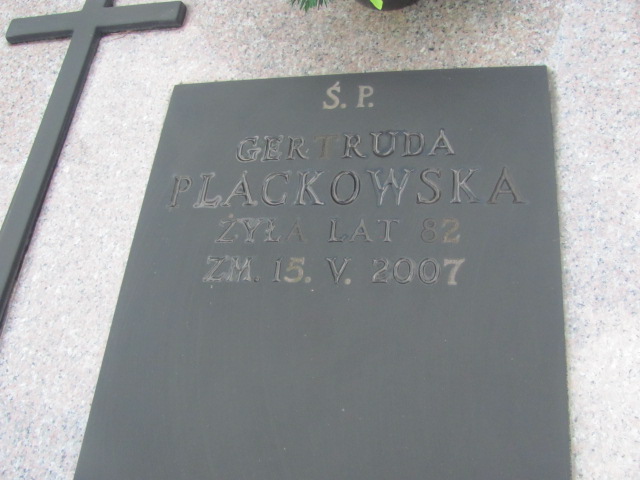 Ś. P.
GERTRUDA
PLACKOWSKA
ŻYŁA LAT 82
ZM. 15. V. 2007